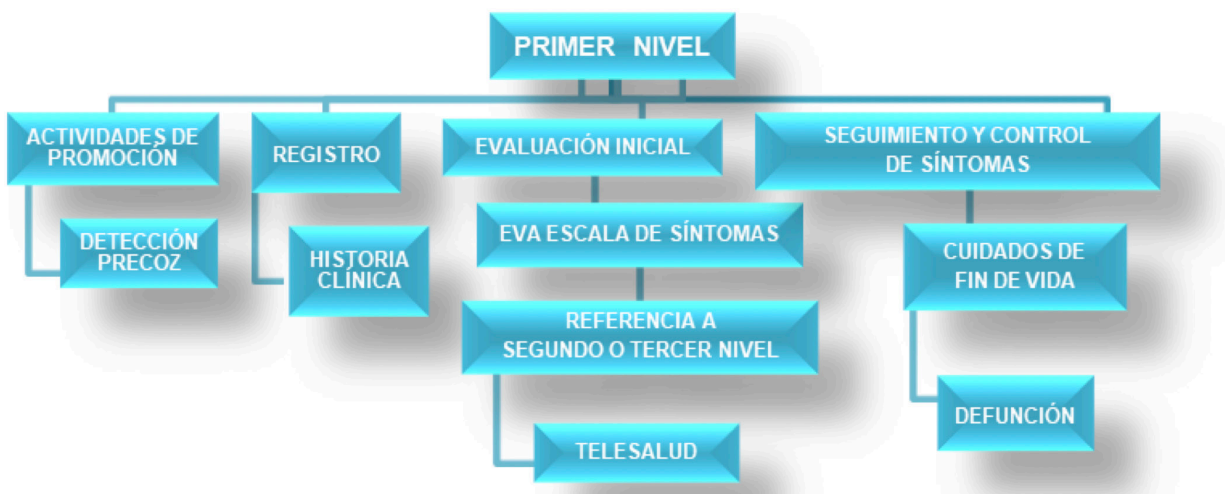 PRIMER NIVEL
ACTIVIDADES DE
PROMOCIÓN
DETECCIÓN
PRECOZ
REGISTRO
HISTORIA
CLÍNICA
EVALUACIÓN INICIAL
EVA ESCALA DE SÍNTOMAS
REFERENCIA A
SEGUNDO O TERCER NIVEL
TELESALUD
SEGUIMIENTO Y CONTROL
DE SÍNTOMAS
CUIDADOS DE
FIN DE VIDA
DEFUNCIÓN